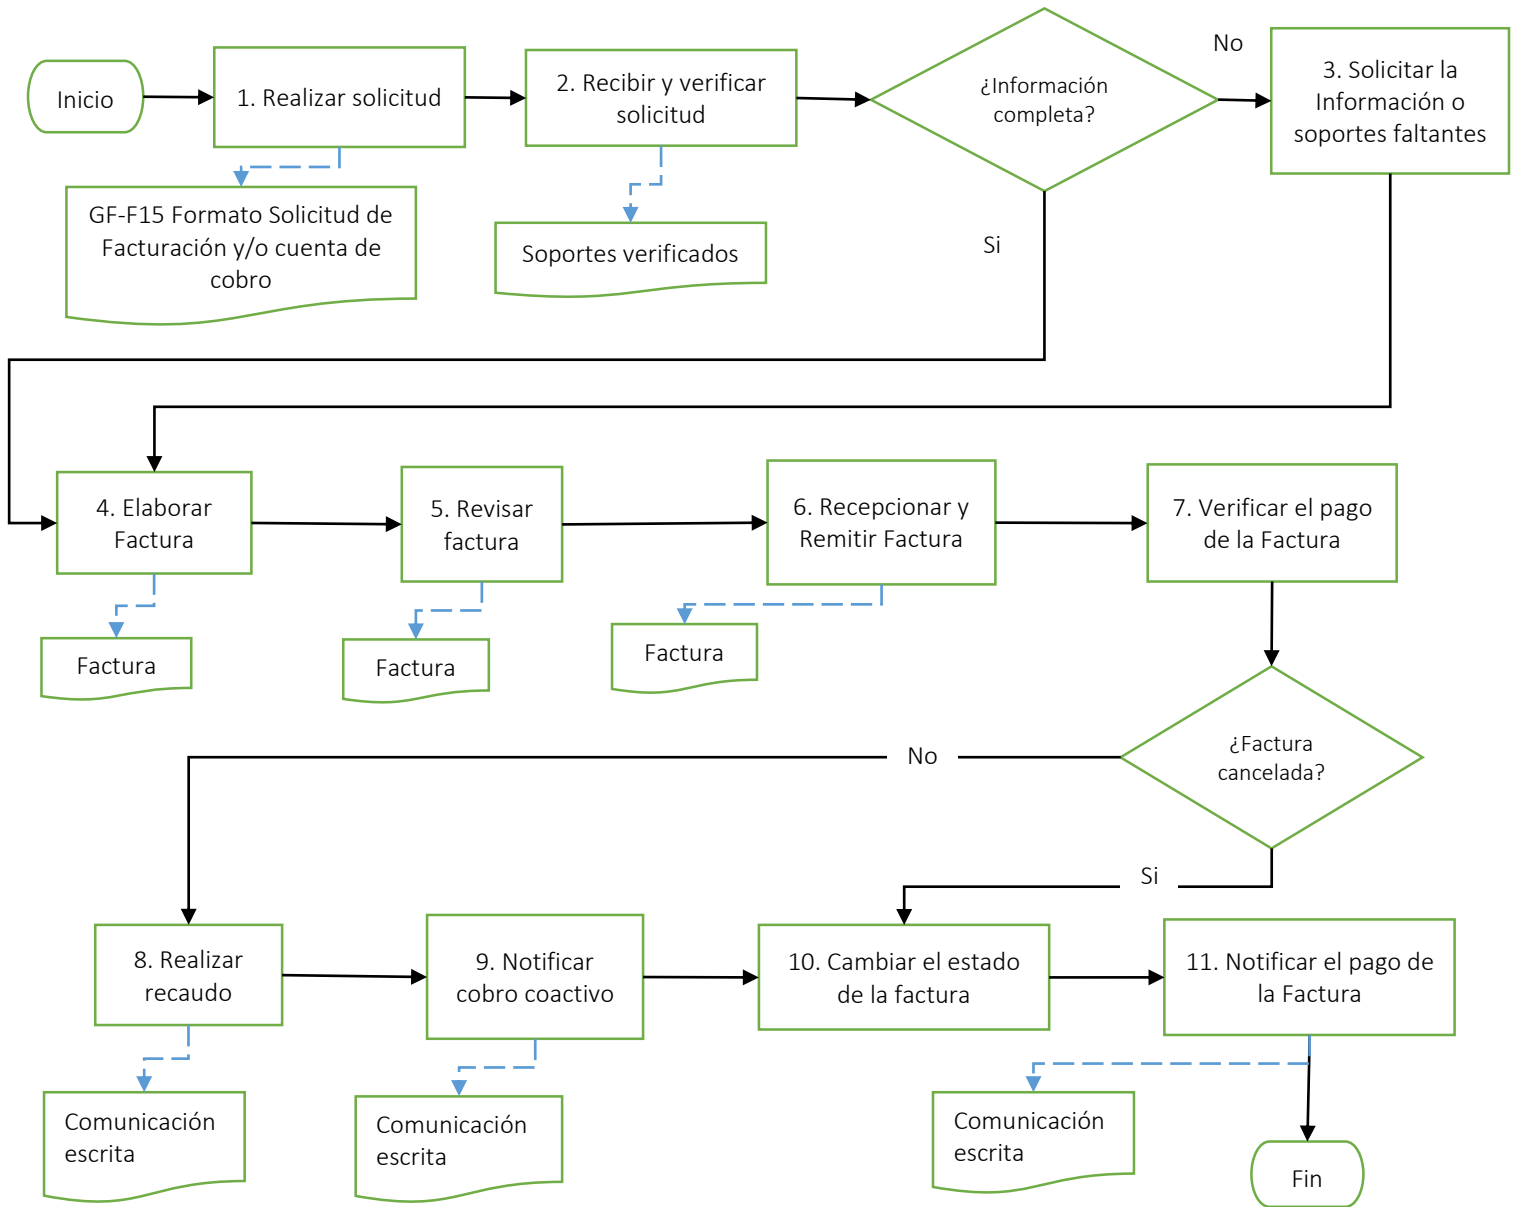 Inicio
1. Realizar solicitud
2. Recibir y verificar
solicitud
¿Información
completa?
No
3. Solicitar la
Información o
soportes faltantes
GF-F15 Formato Solicitud de
Facturación y/o cuenta de
cobro
Soportes verificados
Si
4. Elaborar
Factura
5. Revisar
factura
6. Recepcionar y
Remitir Factura
7. Verificar el pago
de la Factura
Factura
Factura
Factura
¿Factura
cancelada?
No
Si
8. Realizar
recaudo
9. Notificar
cobro coactivo
10. Cambiar el estado
de la factura
11. Notificar el pago de
la Factura
Comunicación
escrita
Comunicación
escrita
Comunicación
escrita
Fin